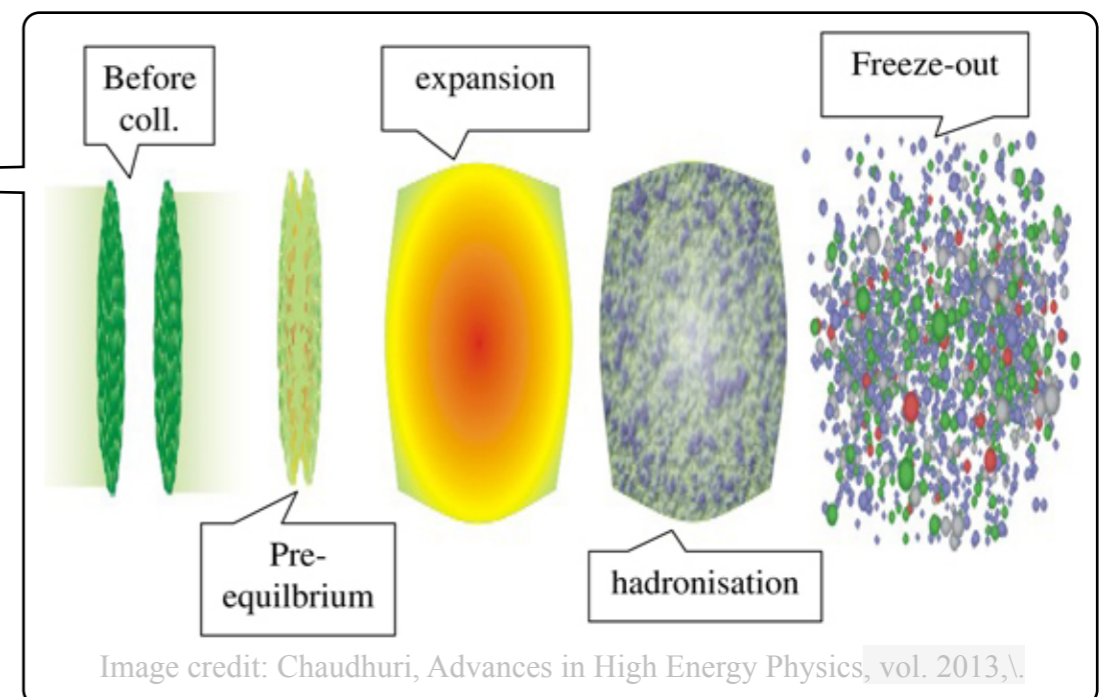 Before
coll.
expansion
Freeze-out
Pre-
equilbrium
hadronisation
Image credit: Chaudhuri, Advances in High Energy Physics, vol. 2013,\.